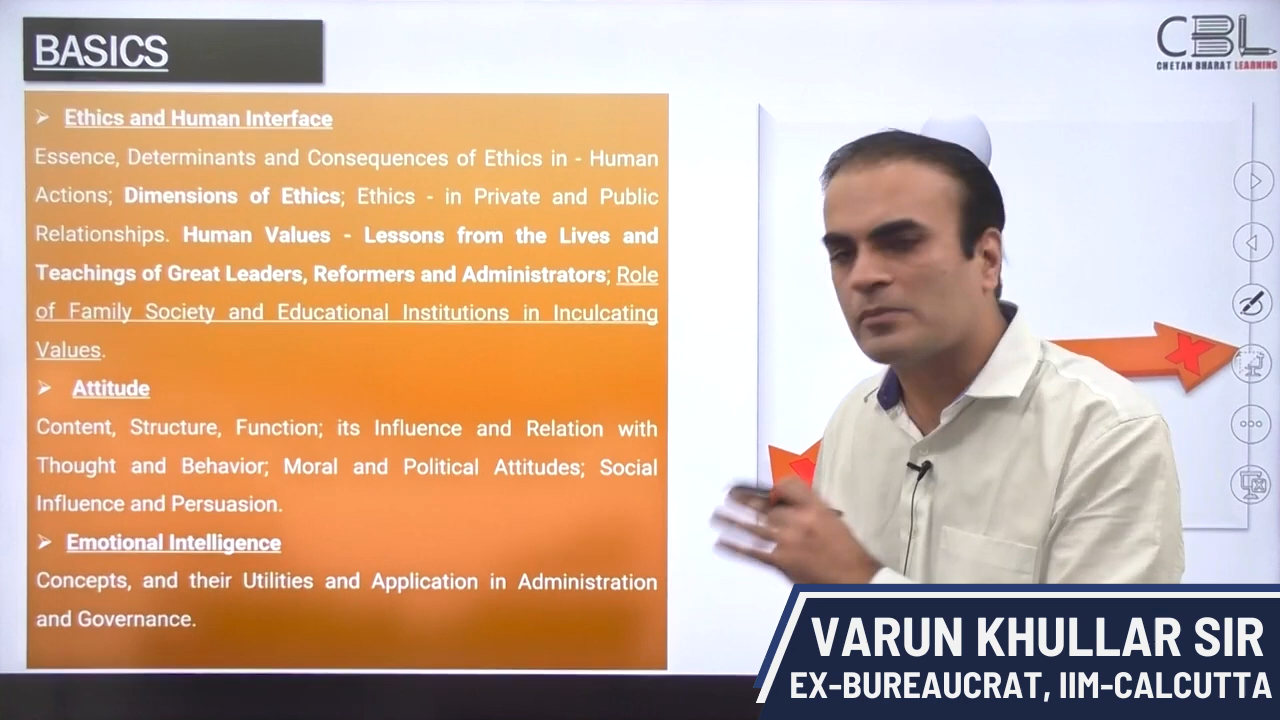 BASICS
CBL
CHETAN BHARAT LEARNING
➢ Ethics and Human Interface
Essence, Determinants and Consequences of Ethics in - Human
Actions; Dimensions of Ethics; Ethics - in Private and Public
Relationships. Human Values - Lessons from the Lives and
Teachings of Great Leaders, Reformers and Administrators; Role
of Family Society and Educational Institutions in Inculcating
Values.
➢ Attitude
Content, Structure, Function; its Influence and Relation with
Thought and Behavior; Moral and Political Attitudes; Social
Influence and Persuasion.
➢ Emotional Intelligence
Concepts, and their Utilities and Application in Administration
and Governance.
VARUN KHULLAR SIR
EX-BUREAUCRAT, IIM-CALCUTTA